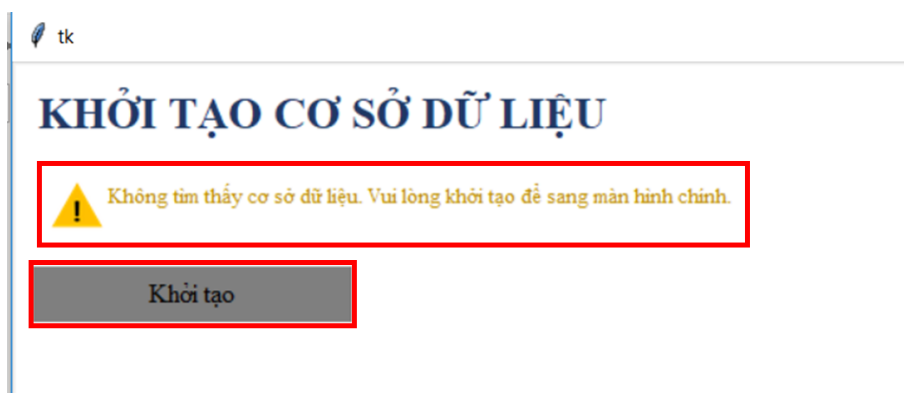 tk
KHỞI TẠO CƠ SỞ DỮ LIỆU
Không tìm thấy cơ sở dữ liệu. Vui lòng khởi tạo để sang màn hình chính.
Khởi tạo